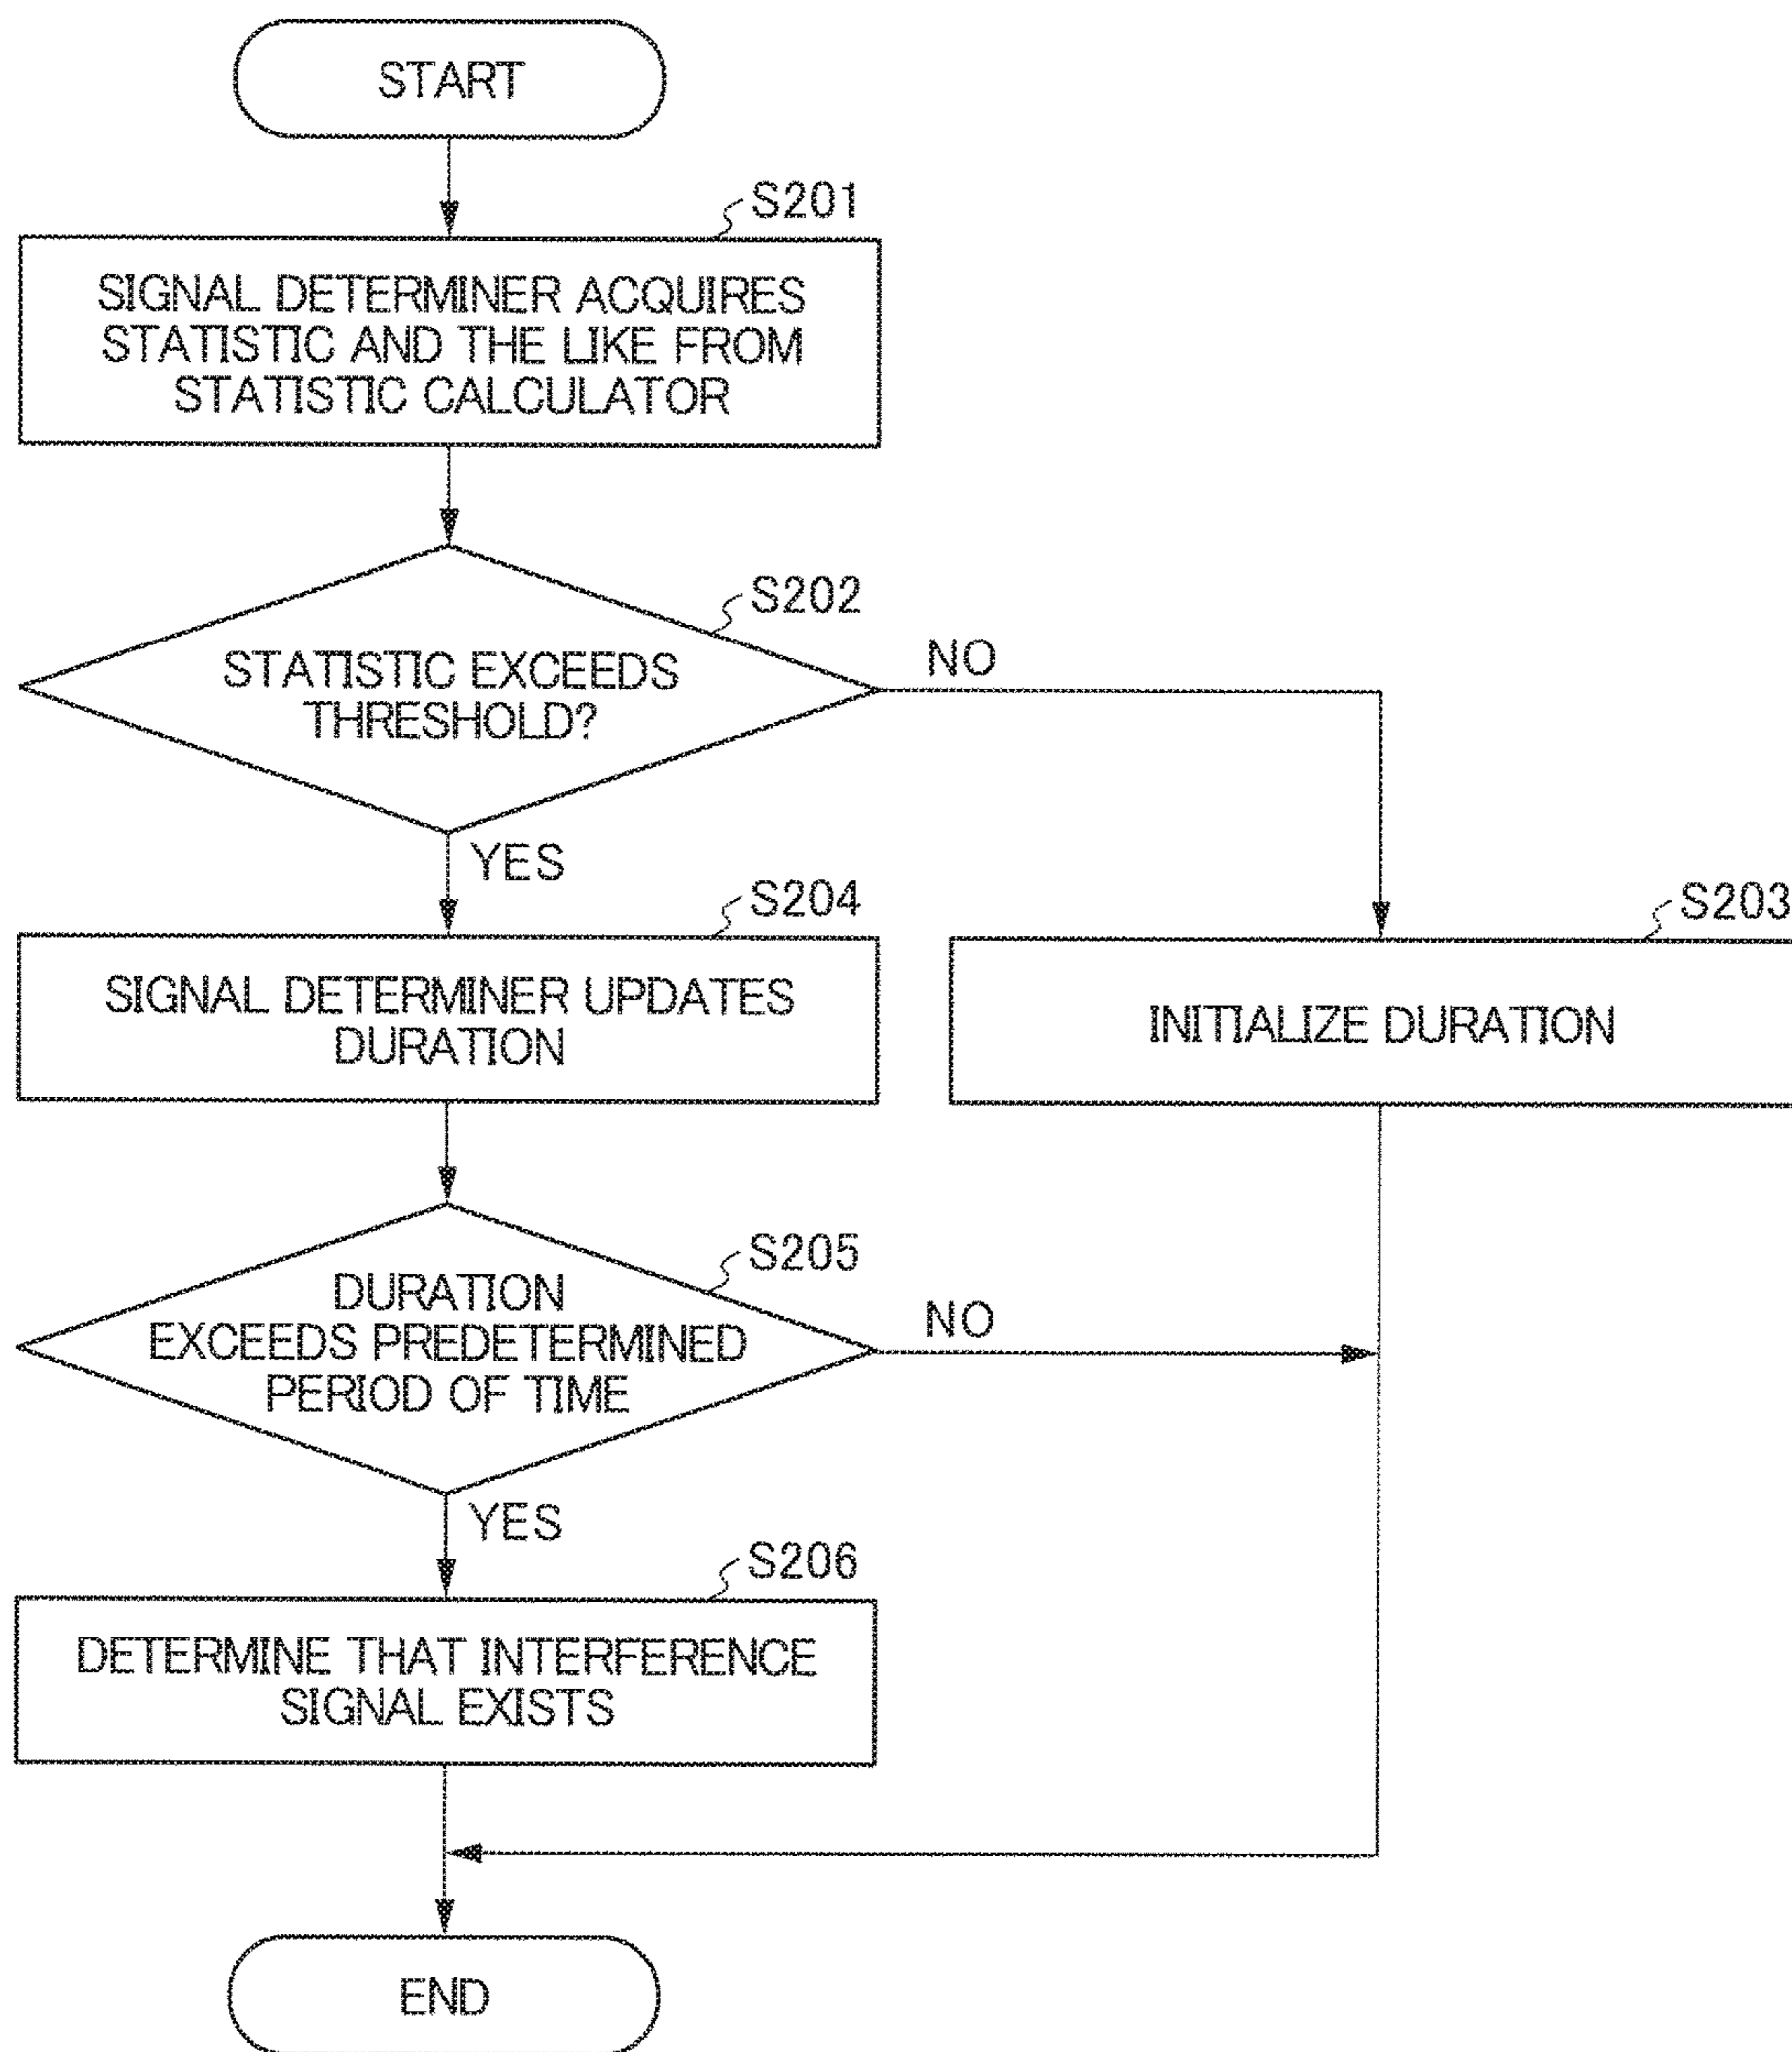 START
S201
SIGNAL DETERMINER ACQUIRES
STATISTIC AND THE LIKE FROM
STATISTIC CALCULATOR
S202
STATISTIC EXCEEDS
THRESHOLD?
NO
YES
S204
SIGNAL DETERMINER UPDATES
DURATION
S203
INITIALIZE DURATION
S205
DURATION
EXCEEDS PREDETERMINED
PERIOD OF TIME
NO
YES
S206
DETERMINE THAT INTERFERENCE
SIGNAL EXISTS
END